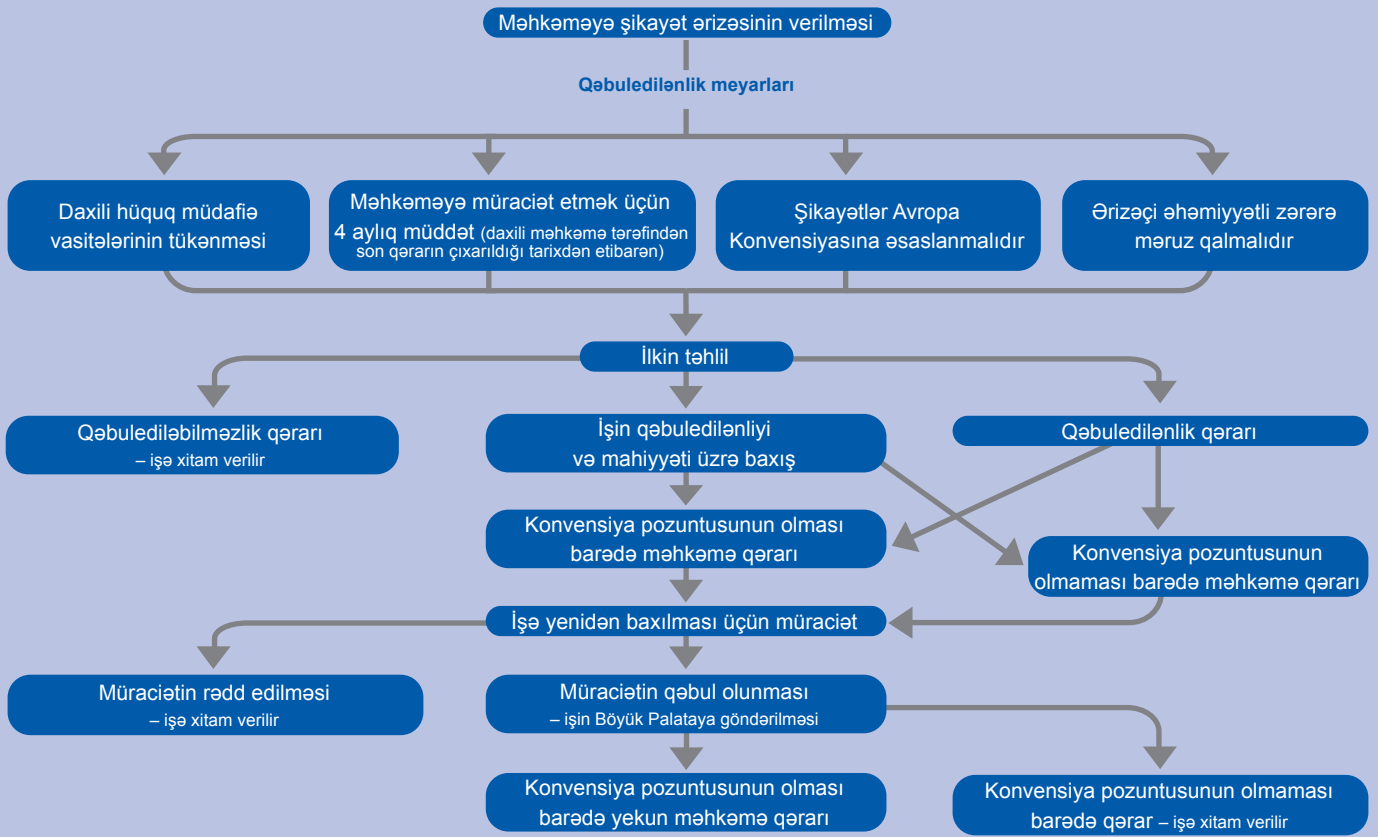 Məhkəməyə şikayət ərizəsinin verilməsi
Qəbuledilənlik meyarları
Daxili hüquq müdafiə
vasitələrinin tükənməsi
Məhkəməyə müraciət etmək üçün
4 aylıq müddət (daxili məhkəmə tərəfindən
son qərarın çıxarıldığı tarixdən etibarən)
Şikayətlər Avropa
Konvensiyasına əsaslanmalıdır
Ərizəçi əhəmiyyətli zərərə
məruz qalmalıdır
İlkin təhlil
Qəbulediləbilməzlik qərarı
– işə xitam verilir
İşin qəbuledilənliyi
və mahiyyəti üzrə baxış
Qəbuledilənlik qərarı
Konvensiya pozuntusunun olması
barədə məhkəmə qərarı
Konvensiya pozuntusunun
olmaması barədə məhkəmə qərarı
İşə yenidən baxılması üçün müraciət
Müraciətin rədd edilməsi
– işə xitam verilir
Müraciətin qəbul olunması
– işin Böyük Palataya göndərilməsi
Konvensiya pozuntusunun olması
barədə yekun məhkəmə qərarı
Konvensiya pozuntusunun olmaması
barədə qərar – işə xitam verilir